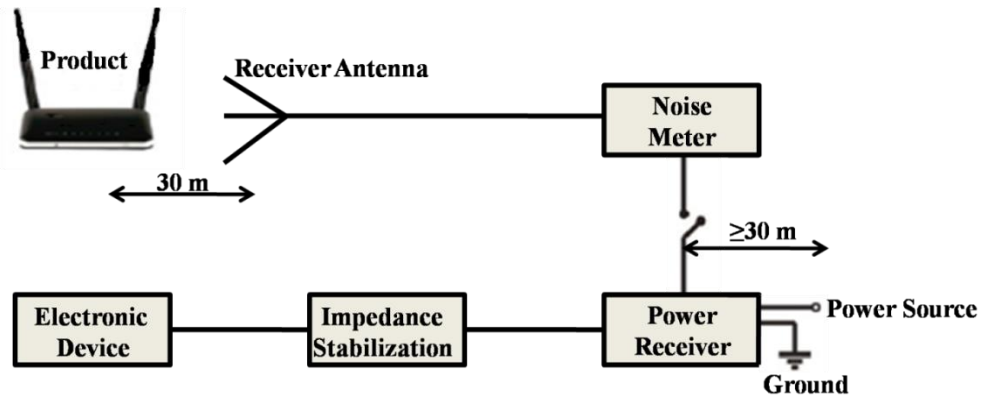 Product
Receiver Antenna
Noise
Meter
30 m
≥30 m
Electronic
Device
Impedance
Stabilization
Power
Receiver
Power Source
Ground